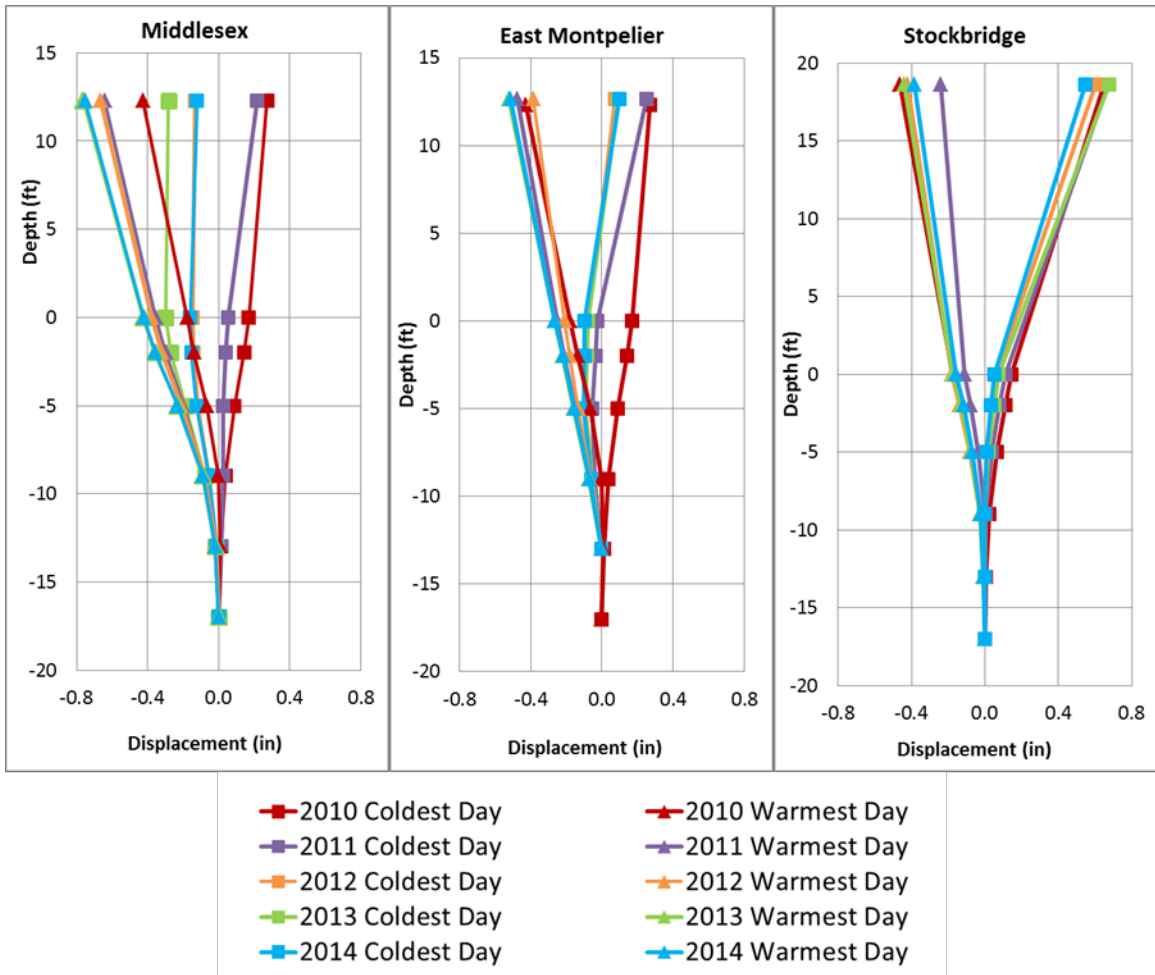 Middlesex
15
10
5
0
-5
-10
-15
-20
Depth (ft)
-0.8 -0.4 0.0 0.4 0.8
Displacement (in)
East Montpelier
15
10
5
0
-5
-10
-15
-20
Depth (ft)
-0.8 -0.4 0.0 0.4 0.8
Displacement (in)
Stockbridge
20
15
10
5
0
-5
-10
-15
-20
Depth (ft)
-0.8 -0.4 0.0 0.4 0.8
Displacement (in)
2010 Coldest Day 2010 Warmest Day
2011 Coldest Day 2011 Warmest Day
2012 Coldest Day 2012 Warmest Day
2013 Coldest Day 2013 Warmest Day
2014 Coldest Day 2014 Warmest Day